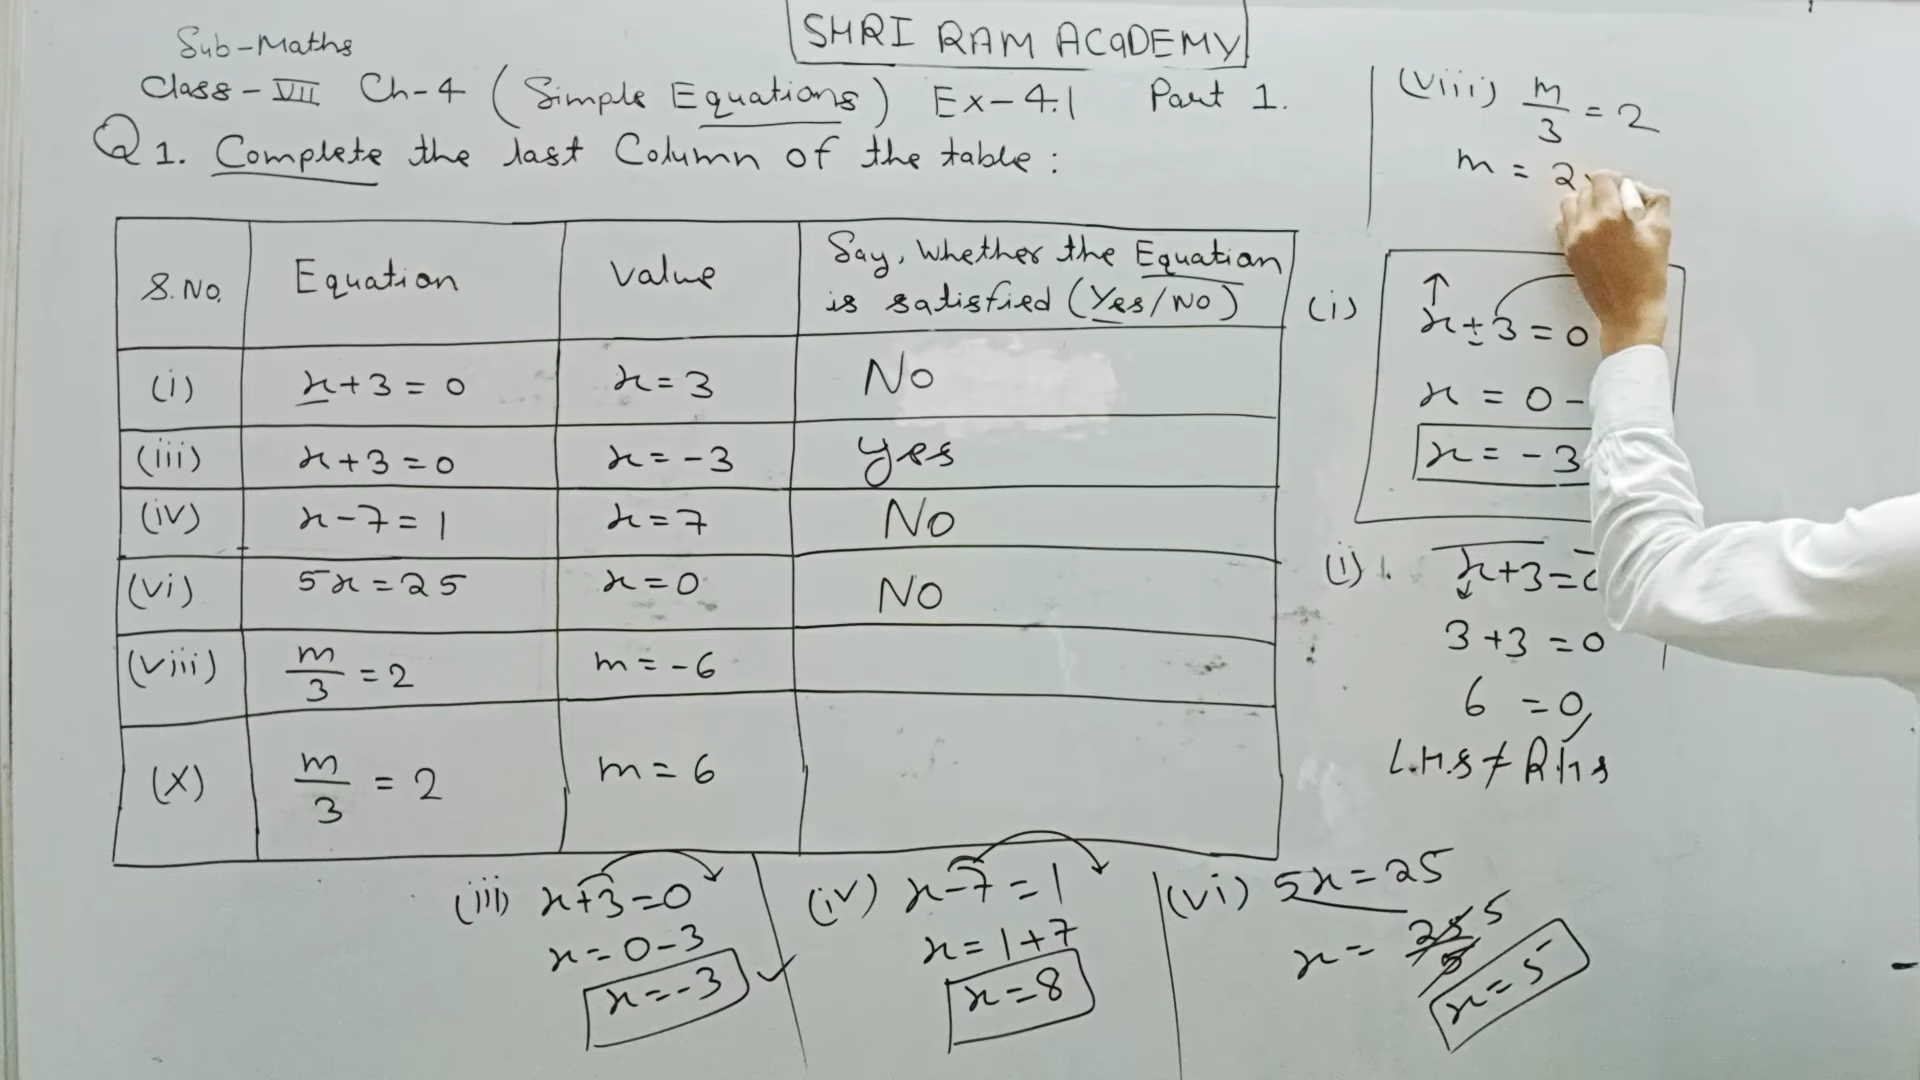 SHRI RAM ACADEMY
Sub-Maths
Class-VII Ch-4 (Simple Equations) Ex-4.1 Part 1.
Q1. Complete the last Column of the table:
S.No. Equation Value Say, Whether the Equation is satisfied (Yes/No)
(i) x+3=0 x=3 No
(iii) x+3=0 x=-3 Yes
(iv) x-7=1 x=7 No
(vi) 5x=25 x=0 No
(viii) m/3=2 m=-6
(X) m/3=2 m=6
(viii) m/3=2
m=2
(i) x+3=0
x=0-
x=-3
(i) x+3=
3+3=0
6=0
L.H.S≠R.H.S
(iii) x+3=0
x=0-3
x=-3 ✓
(iv) x-7=1
x=1+7
x=8
(vi) 5x=25
x=25/5 5
x=5